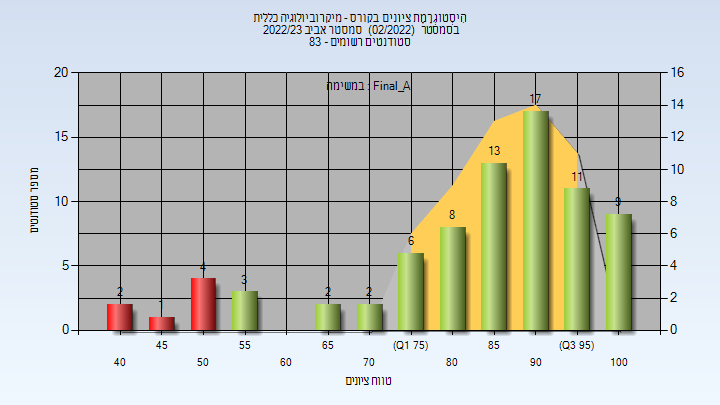 היסטוגרמת ציונים בקורס - מיקרוביולוגיה כללית
בסמסטר (02/2022) סמסטר אביב 2022/23
סטודנטים רשומים - 83
במשימה : Final_A
20 16
14
15 12
10
10 8
6
5 4
2
0 0
2 1 4 3 2 2 6 8 13 17 11 9
מספר סטודנטים
45 55 65 (Q1 75) 85 (Q3 95)
40 50 60 70 80 90 100
טווח ציונים